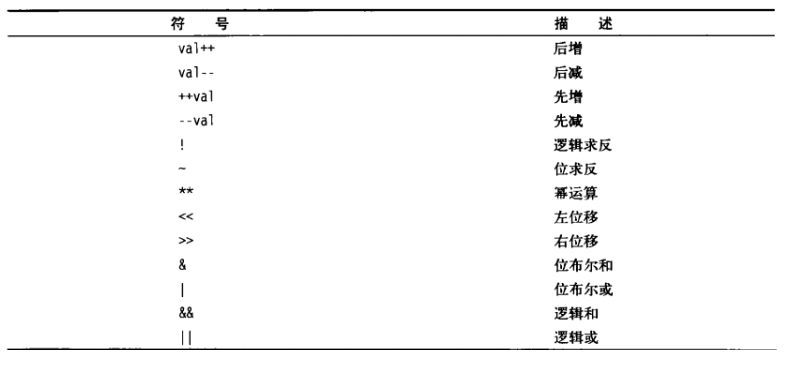 符 号 描 述
val++ 后增
val-- 后减
++val 先增
--val 先减
! 逻辑求反
~ 位求反
** 幂运算
<< 左位移
>> 右位移
& 位布尔和
| 位布尔或
&& 逻辑和
|| 逻辑或